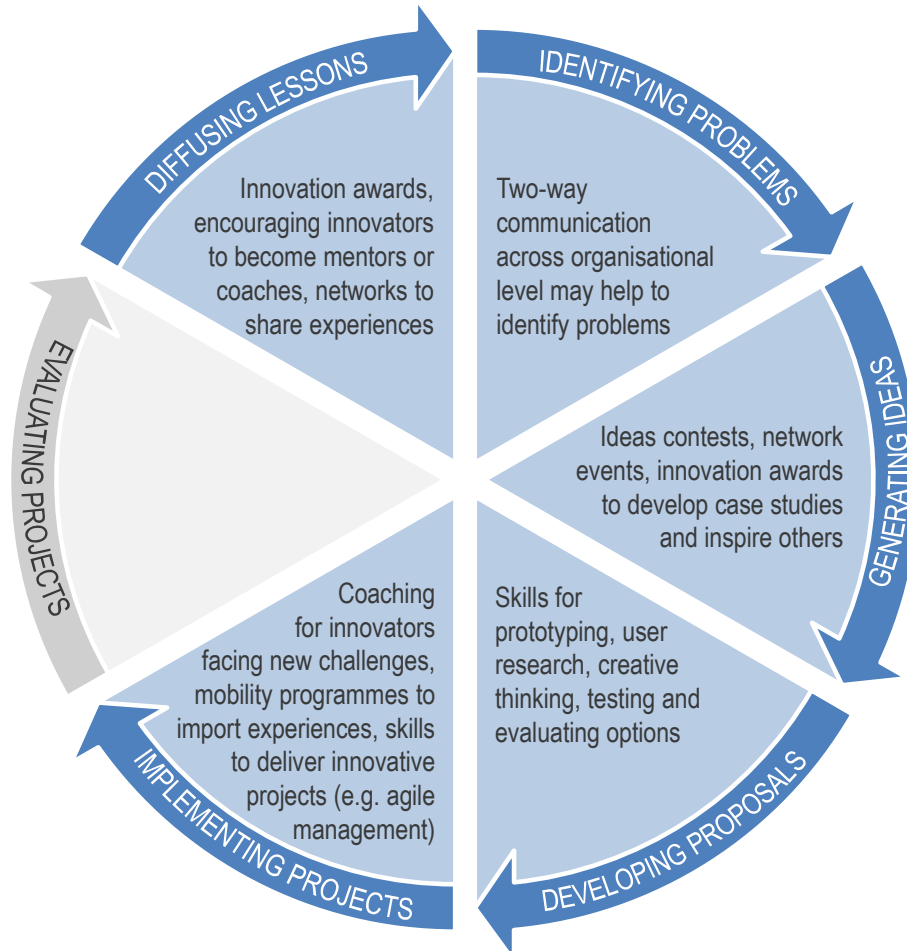 IDENTIFYING PROBLEMS
Two-way
communication
across organisational
level may help to
identify problems
GENERATING IDEAS
Ideas contests, network
events, innovation awards
to develop case studies
and inspire others
DEVELOPING PROPOSALS
Skills for
prototyping, user
research, creative
thinking, testing and
evaluating options
IMPLEMENTING PROJECTS
Coaching
for innovators
facing new challenges,
mobility programmes to
import experiences, skills
to deliver innovative
projects (e.g. agile
management)
EVALUATING PROJECTS
DIFFUSING LESSONS
Innovation awards,
encouraging innovators
to become mentors or
coaches, networks to
share experiences